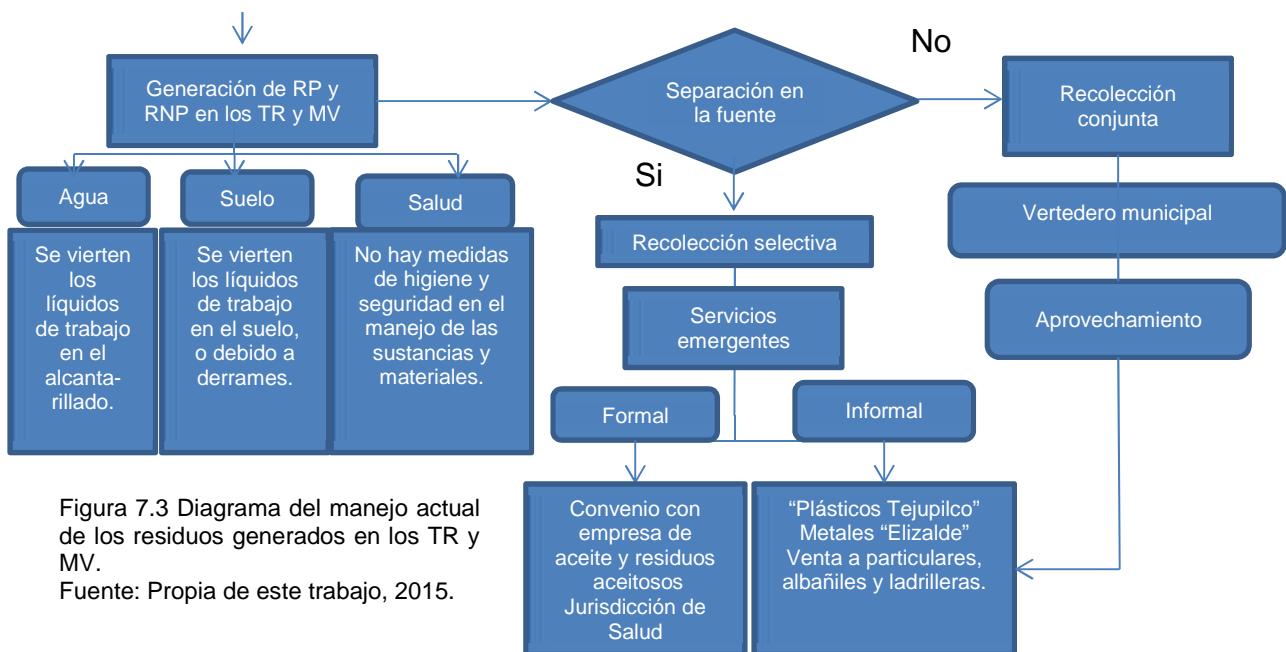 Generación de RP y
RNP en los TR y MV
Separación en
la fuente
No
Recolección
conjunta
Si
Agua
Suelo
Salud
Se vierten
los
líquidos
de trabajo
en el
alcanta-
rillado.
Se vierten
los líquidos
de trabajo
en el suelo,
o debido a
derrames.
No hay medidas
de higiene y
seguridad en el
manejo de las
sustancias y
materiales.
Recolección selectiva
Servicios
emergentes
Vertedero municipal
Aprovechamiento
Formal
Informal
Convenio con
empresa de
aceite y residuos
aceitosos
Jurisdicción de
Salud
“Plásticos Tejupilco”
Metales “Elizalde”
Venta a particulares,
albañiles y ladrilleras.
Figura 7.3 Diagrama del manejo actual
de los residuos generados en los TR y
MV.
Fuente: Propia de este trabajo, 2015.